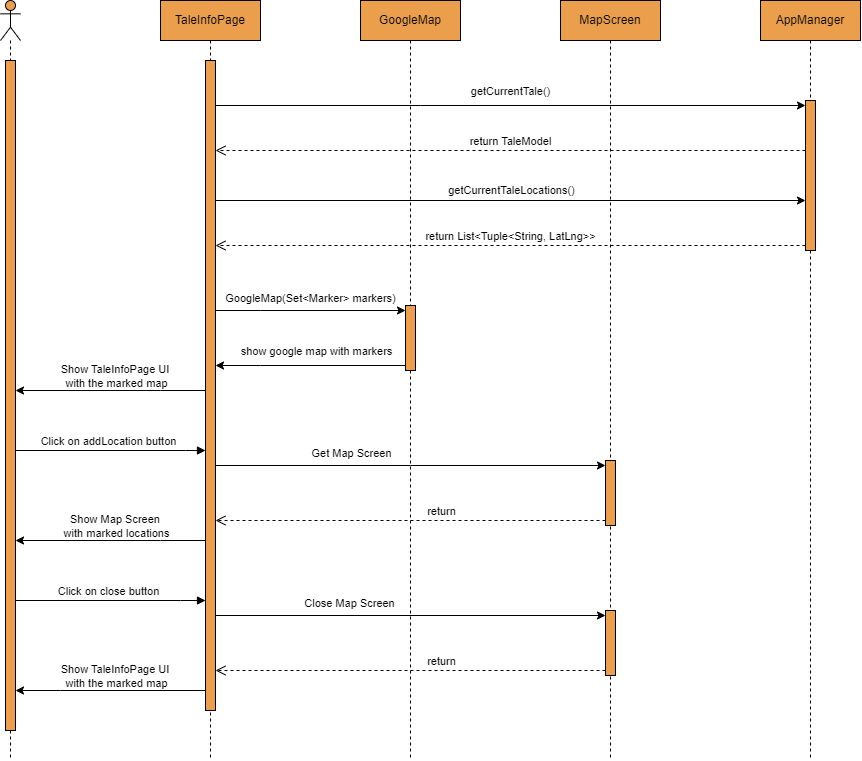 TaleInfoPage
GoogleMap
MapScreen
AppManager
getCurrentTale()
return TaleModel
getCurrentTaleLocations()
return List<Tuple<String, LatLng>>
GoogleMap(Set<Marker> markers)
show google map with markers
Show TaleInfoPage UI
with the marked map
Click on addLocation button
Get Map Screen
return
Show Map Screen
with marked locations
Click on close button
Close Map Screen
return
Show TaleInfoPage UI
with the marked map